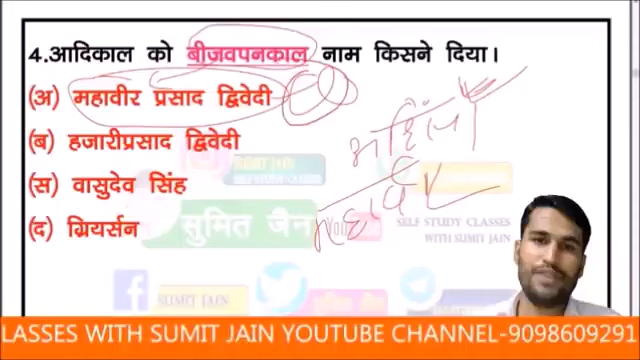 4.आदिकाल को बीजवपनकाल नाम किसने दिया।
(अ) महावीर प्रसाद द्विवेदी
(ब) हजारीप्रसाद द्विवेदी
(स) वासुदेव सिंह
(द) ग्रियर्सन
सुमित जैन
SELF STUDY CLASSES
WITH SUMIT JAIN
SUMIT JAIN
LASSES WITH SUMIT JAIN YOUTUBE CHANNEL-9098609291